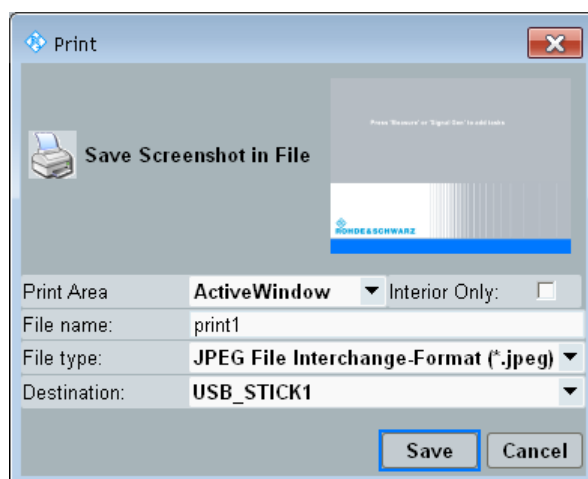 Print
Save Screenshot in File
Press 'Measure' or 'Signal Gen' to add tasks
ROHDE&SCHWARZ
Print Area ActiveWindow Interior Only:
File name: print1
File type: JPEG File Interchange-Format (*.jpeg)
Destination: USB_STICK1
Save Cancel